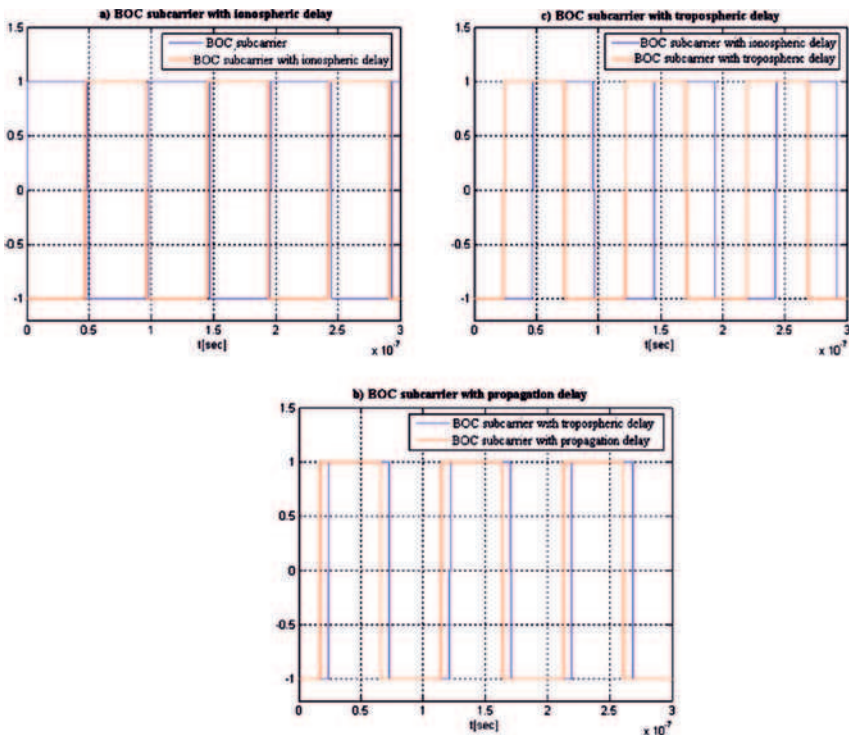 a) BOC subcarrier with ionospheric delay
1.5
BOC subcarrier
BOC subcarrier with ionospheric delay
1
0.5
0
-0.5
-1
0 0.5 1 1.5 2 2.5 3
t[sec]
x 10⁻⁷
c) BOC subcarrier with tropospheric delay
1.5
BOC subcarrier with ionospheric delay
BOC subcarrier with tropospheric delay
1
0.5
0
-0.5
-1
0 0.5 1 1.5 2 2.5 3
t[sec]
x 10⁻⁷
b) BOC subcarrier with propagation delay
1.5
BOC subcarrier with tropospheric delay
BOC subcarrier with propagation delay
1
0.5
0
-0.5
-1
0 0.5 1 1.5 2 2.5 3
t[sec]
x 10⁻⁷